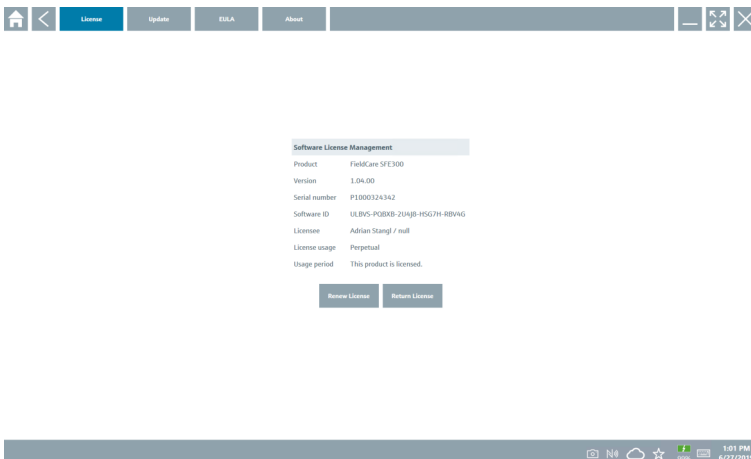 License Update EULA About
Software License Management
Product FieldCare SFE300
Version 1.04.00
Serial number P1000324342
Software ID ULBVS-PQBXB-2U4J8-HSG7H-RBV4G
Licensee Adrian Stangl / null
License usage Perpetual
Usage period This product is licensed.
Renew License Return License
1:01 PM